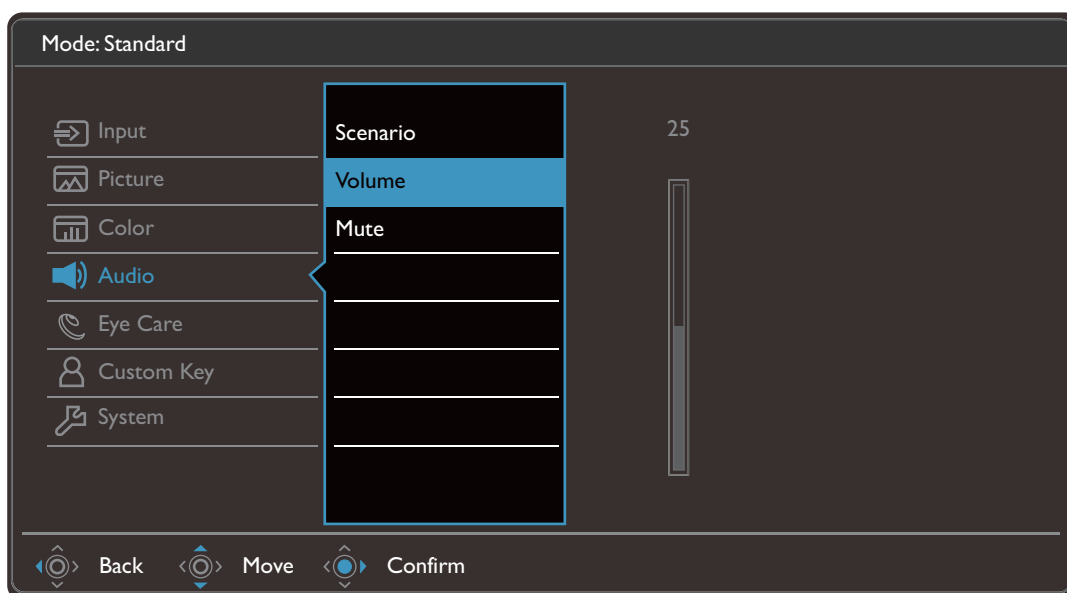 Mode: Standard
Input
Picture
Color
Audio
Eye Care
Custom Key
System
Scenario
Volume
Mute
25
Back
Move
Confirm